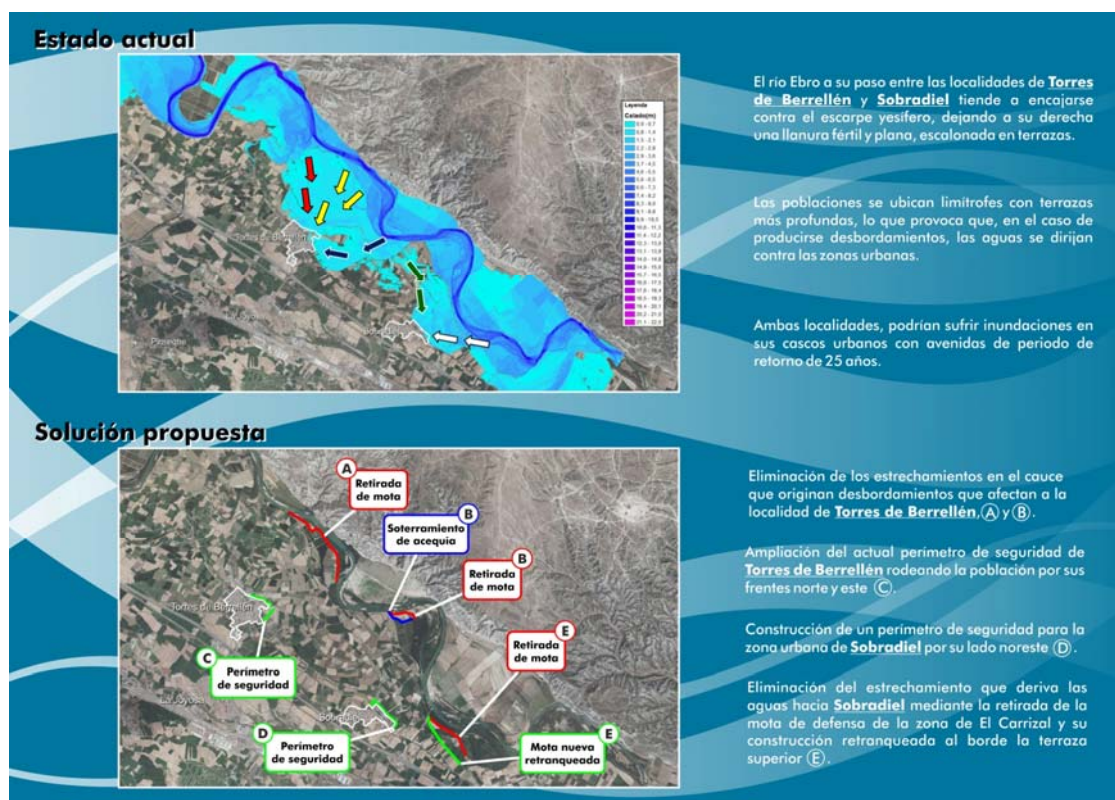 Estado actual
Leyenda
Calado(m)
Torres de Berrellén
Sobradiel
El río Ebro a su paso entre las localidades de Torres
de Berrellén y Sobradiel tiende a encajarse
contra el escarpe yesífero, dejando a su derecha
una llanura fértil y plana, escalonada en terrazas.
Las poblaciones se ubican limítrofes con terrazas
más profundas, lo que provoca que, en el caso de
producirse desbordamientos, las aguas se dirijan
contra las zonas urbanas.
Ambas localidades, podrían sufrir inundaciones en
sus cascos urbanos con avenidas de periodo de
retorno de 25 años.
Solución propuesta
A
Retirada
de mota
B
Soterramiento
de acequia
B
Retirada
de mota
E
Retirada
de mota
Torres de Berrellén
C
Perímetro
de seguridad
La Joyosa
Sobradiel
D
Perímetro
de seguridad
E
Mota nueva
retranqueada
Eliminación de los estrechamientos en el cauce
que originan desbordamientos que afectan a la
localidad de Torres de Berrellén, A y B.
Ampliación del actual perímetro de seguridad de
Torres de Berrellén rodeando la población por sus
frentes norte y este C.
Construcción de un perímetro de seguridad para la
zona urbana de Sobradiel por su lado noreste D.
Eliminación del estrechamiento que deriva las
aguas hacia Sobradiel mediante la retirada de la
mota de defensa de la zona de El Carrizal y su
construcción retranqueada al borde la terraza
superior E.